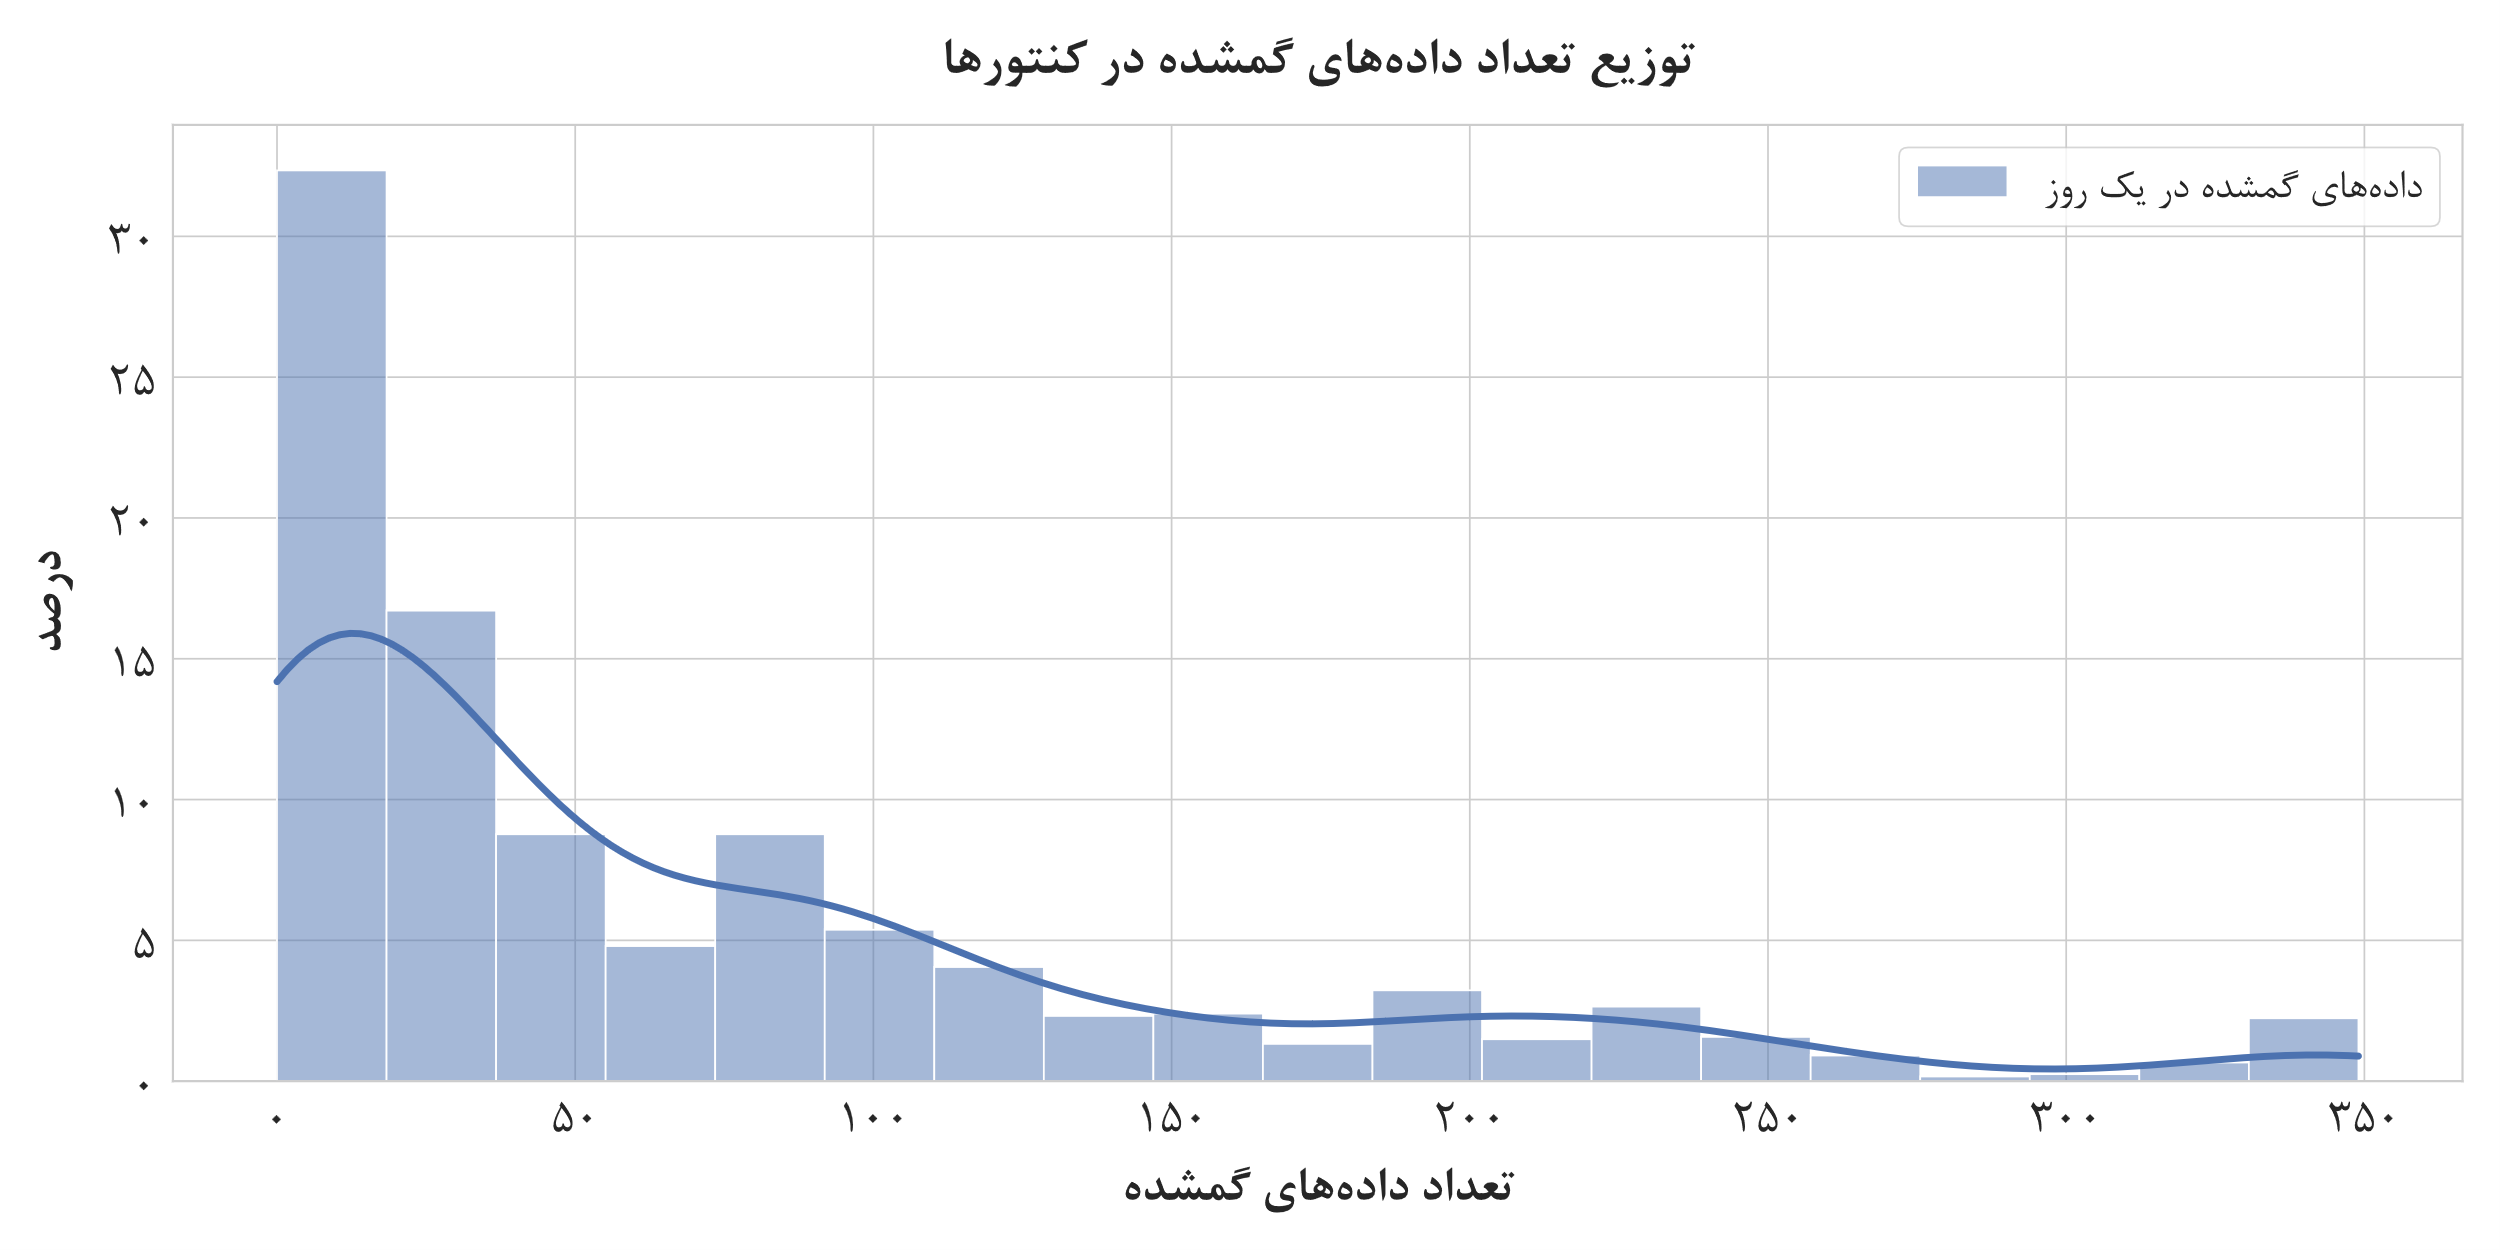 توزیع تعداد داده‌های گمشده در کنتورها
داده‌های گمشده در یک روز
درصد
۳۰
۲۵
۲۰
۱۵
۱۰
۵
۰
۰ ۵۰ ۱۰۰ ۱۵۰ ۲۰۰ ۲۵۰ ۳۰۰ ۳۵۰
تعداد داده‌های گمشده